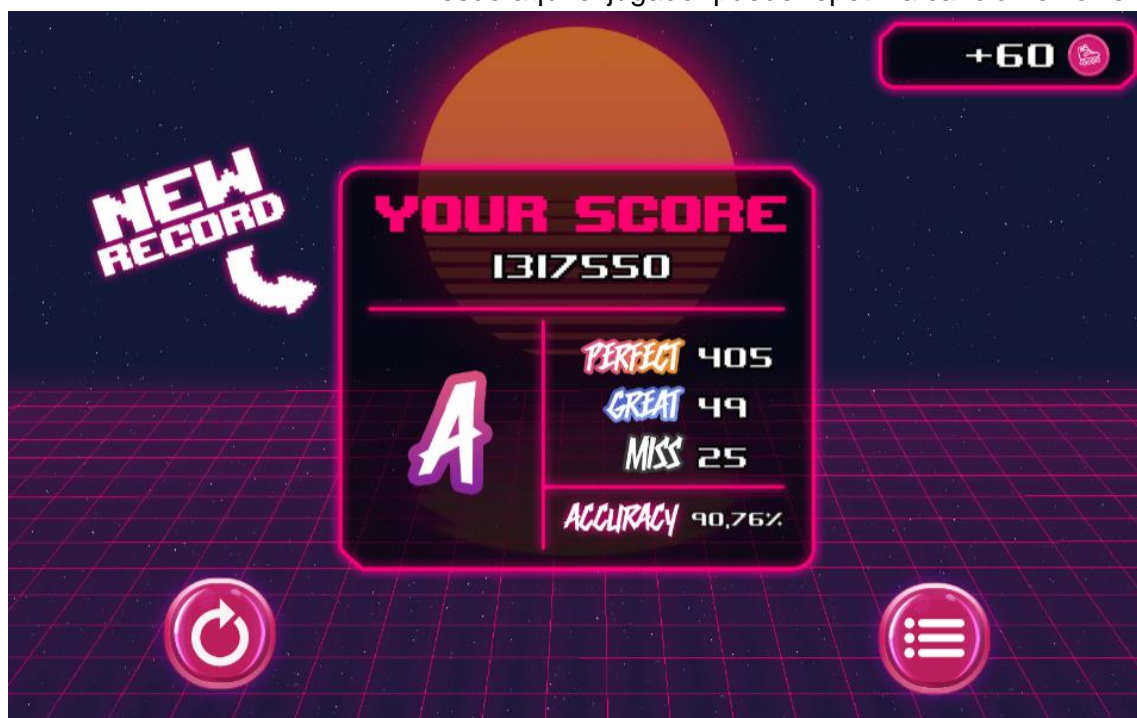 +60
NEW
RECORD
YOUR SCORE
1317550
A
PERFECT 405
GREAT 49
MISS 25
ACCURACY 90,76%